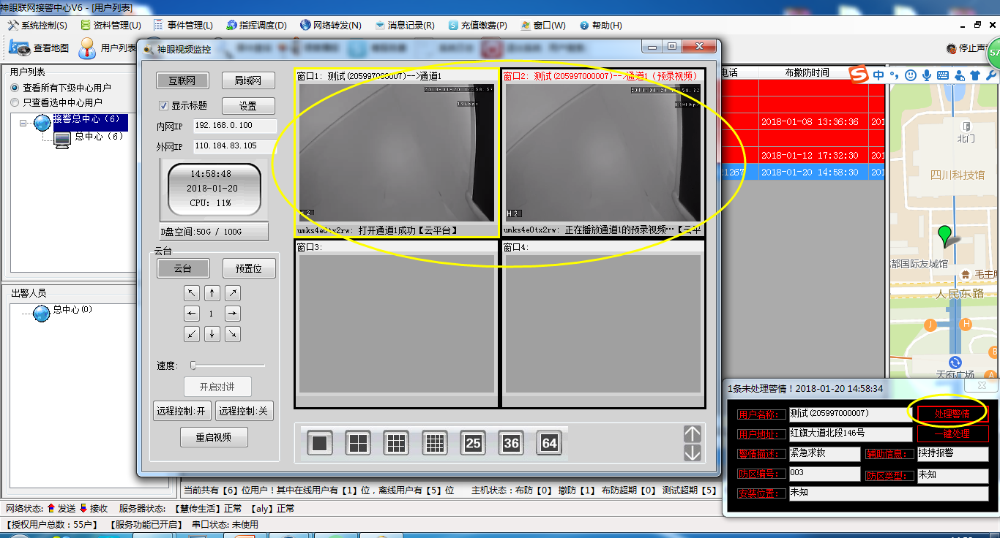 神眼联网接警中心V6 - [用户列表]
系统控制(S) 资料管理(U) 事件管理(L) 指挥调度(D) 网络转发(N) 消息记录(R) 充值缴费(P) 窗口(W) 帮助(H)
查看地图 用户列表
停止声
57
用户列表
查看所有下级中心用户
只查看选中中心用户
接警总中心（6）
总中心（6）
出警人员
总中心(0)
神眼视频监控
互联网 局域网
显示标题 设置
内网IP 192.168.0.100
外网IP 110.184.83.105
14:58:48
2018-01-20
CPU: 11%
D盘空间:50G / 100G
云台
云台 预置位
1
速度:
开启对讲
远程控制:开 远程控制:关
重启视频
窗口1: 测试(205997000007)-->通道1
umks4e0tx2rw: 打开通道1成功【云平台】
窗口2: 测试(205997000007)-->通道1（预录视频）
umks4e0tx2rw: 正在播放通道1的预录视频…【云平
窗口3:
窗口4:
25 36 64
电话 布撤防时间
中
2018-01-08 13:36:36 201
2018-01-12 17:32:30 201
21267 2018-01-20 14:58:30 201
北门
四川科技馆
都国际友城馆
毛主席
人民东路
J
H
B
天府广场
A
1条未处理警情！2018-01-20 14:58:34
用户名称: 测试(205997000007) 处理警情
用户地址: 红旗大道北段146号 一键处理
警情描述: 紧急求救 辅助信息: 挟持报警
防区编号: 003 防区类型: 未知
安装位置: 未知
当前共有【6】位用户！其中在线用户有【1】位，离线用户有【5】位 主机状态：布防【0】 撤防【1】 布防超期【0】 测试超期【5】
网络状态: 发送 接收 服务器状态: 【慧传生活】正常 【aly】正常
【授权用户总数：55户】 【服务功能已开启】 串口状态: 未使用